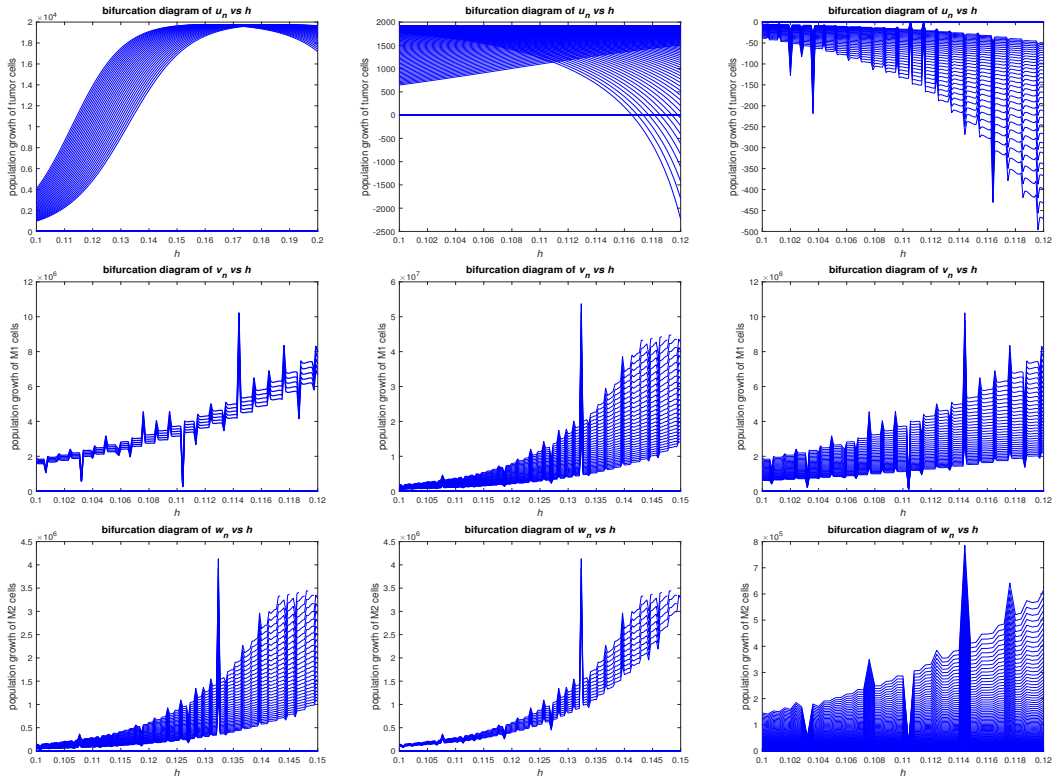 bifurcation diagram of u_n vs h
×10^4
population growth of tumor cells
2
1.8
1.6
1.4
1.2
1
0.8
0.6
0.4
0.2
0
0.1 0.11 0.12 0.13 0.14 0.15 0.16 0.17 0.18 0.19 0.2
h
bifurcation diagram of u_n vs h
population growth of tumor cells
2000
1500
1000
500
0
-500
-1000
-1500
-2000
-2500
0.1 0.102 0.104 0.106 0.108 0.11 0.112 0.114 0.116 0.118 0.12
h
bifurcation diagram of u_n vs h
population growth of tumor cells
0
-50
-100
-150
-200
-250
-300
-350
-400
-450
-500
0.1 0.102 0.104 0.106 0.108 0.11 0.112 0.114 0.116 0.118 0.12
h
bifurcation diagram of v_n vs h
×10^6
population growth of M1 cells
12
10
8
6
4
2
0
0.1 0.102 0.104 0.106 0.108 0.11 0.112 0.114 0.116 0.118 0.12
h
bifurcation diagram of v_n vs h
×10^7
population growth of M1 cells
6
5
4
3
2
1
0
0.1 0.105 0.11 0.115 0.12 0.125 0.13 0.135 0.14 0.145 0.15
h
bifurcation diagram of v_n vs h
×10^6
population growth of M1 cells
12
10
8
6
4
2
0
0.1 0.102 0.104 0.106 0.108 0.11 0.112 0.114 0.116 0.118 0.12
h
bifurcation diagram of w_n vs h
×10^6
population growth of M2 cells
4.5
4
3.5
3
2.5
2
1.5
1
0.5
0
0.1 0.105 0.11 0.115 0.12 0.125 0.13 0.135 0.14 0.145 0.15
h
bifurcation diagram of w_n vs h
×10^6
population growth of M2 cells
4.5
4
3.5
3
2.5
2
1.5
1
0.5
0
0.1 0.105 0.11 0.115 0.12 0.125 0.13 0.135 0.14 0.145 0.15
h
bifurcation diagram of w_n vs h
×10^5
population growth of M2 cells
8
7
6
5
4
3
2
1
0
0.1 0.102 0.104 0.106 0.108 0.11 0.112 0.114 0.116 0.118 0.12
h